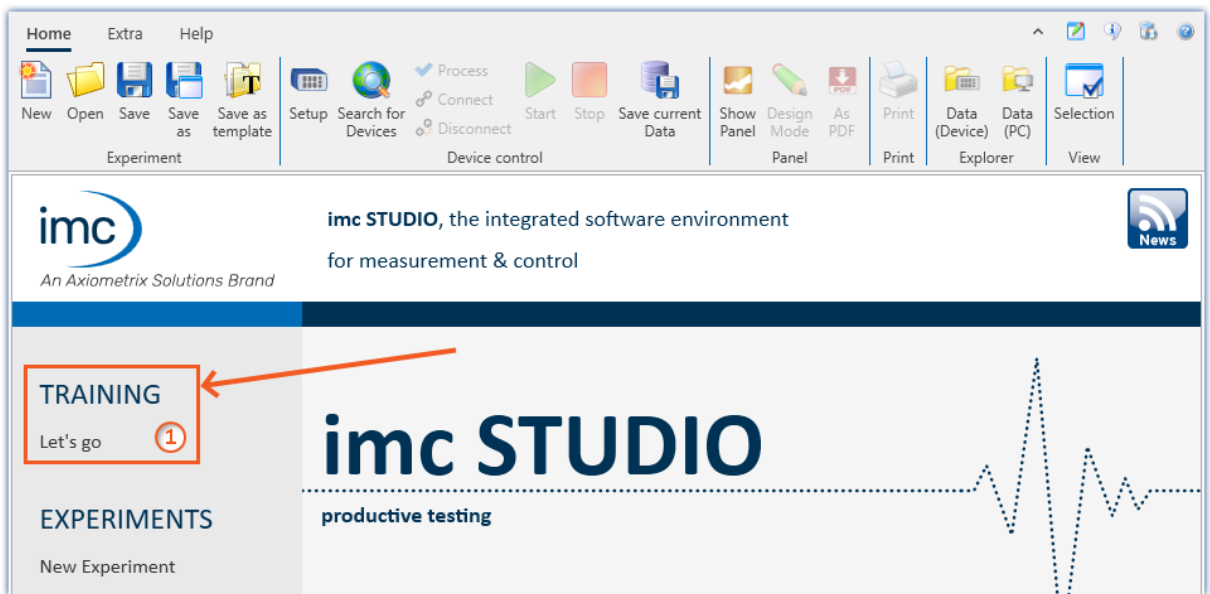 Home Extra Help
New Open Save Save as Save as template Setup Search for Devices Process Connect Disconnect Start Stop Save current Data Show Panel Design Mode As PDF Print Data (Device) Data (PC) Selection
PDF
Experiment Device control Panel Print Explorer View
imc
An Axiometrix Solutions Brand
imc STUDIO, the integrated software environment
for measurement & control
News
TRAINING
Let's go 1
imc STUDIO
productive testing
EXPERIMENTS
New Experiment